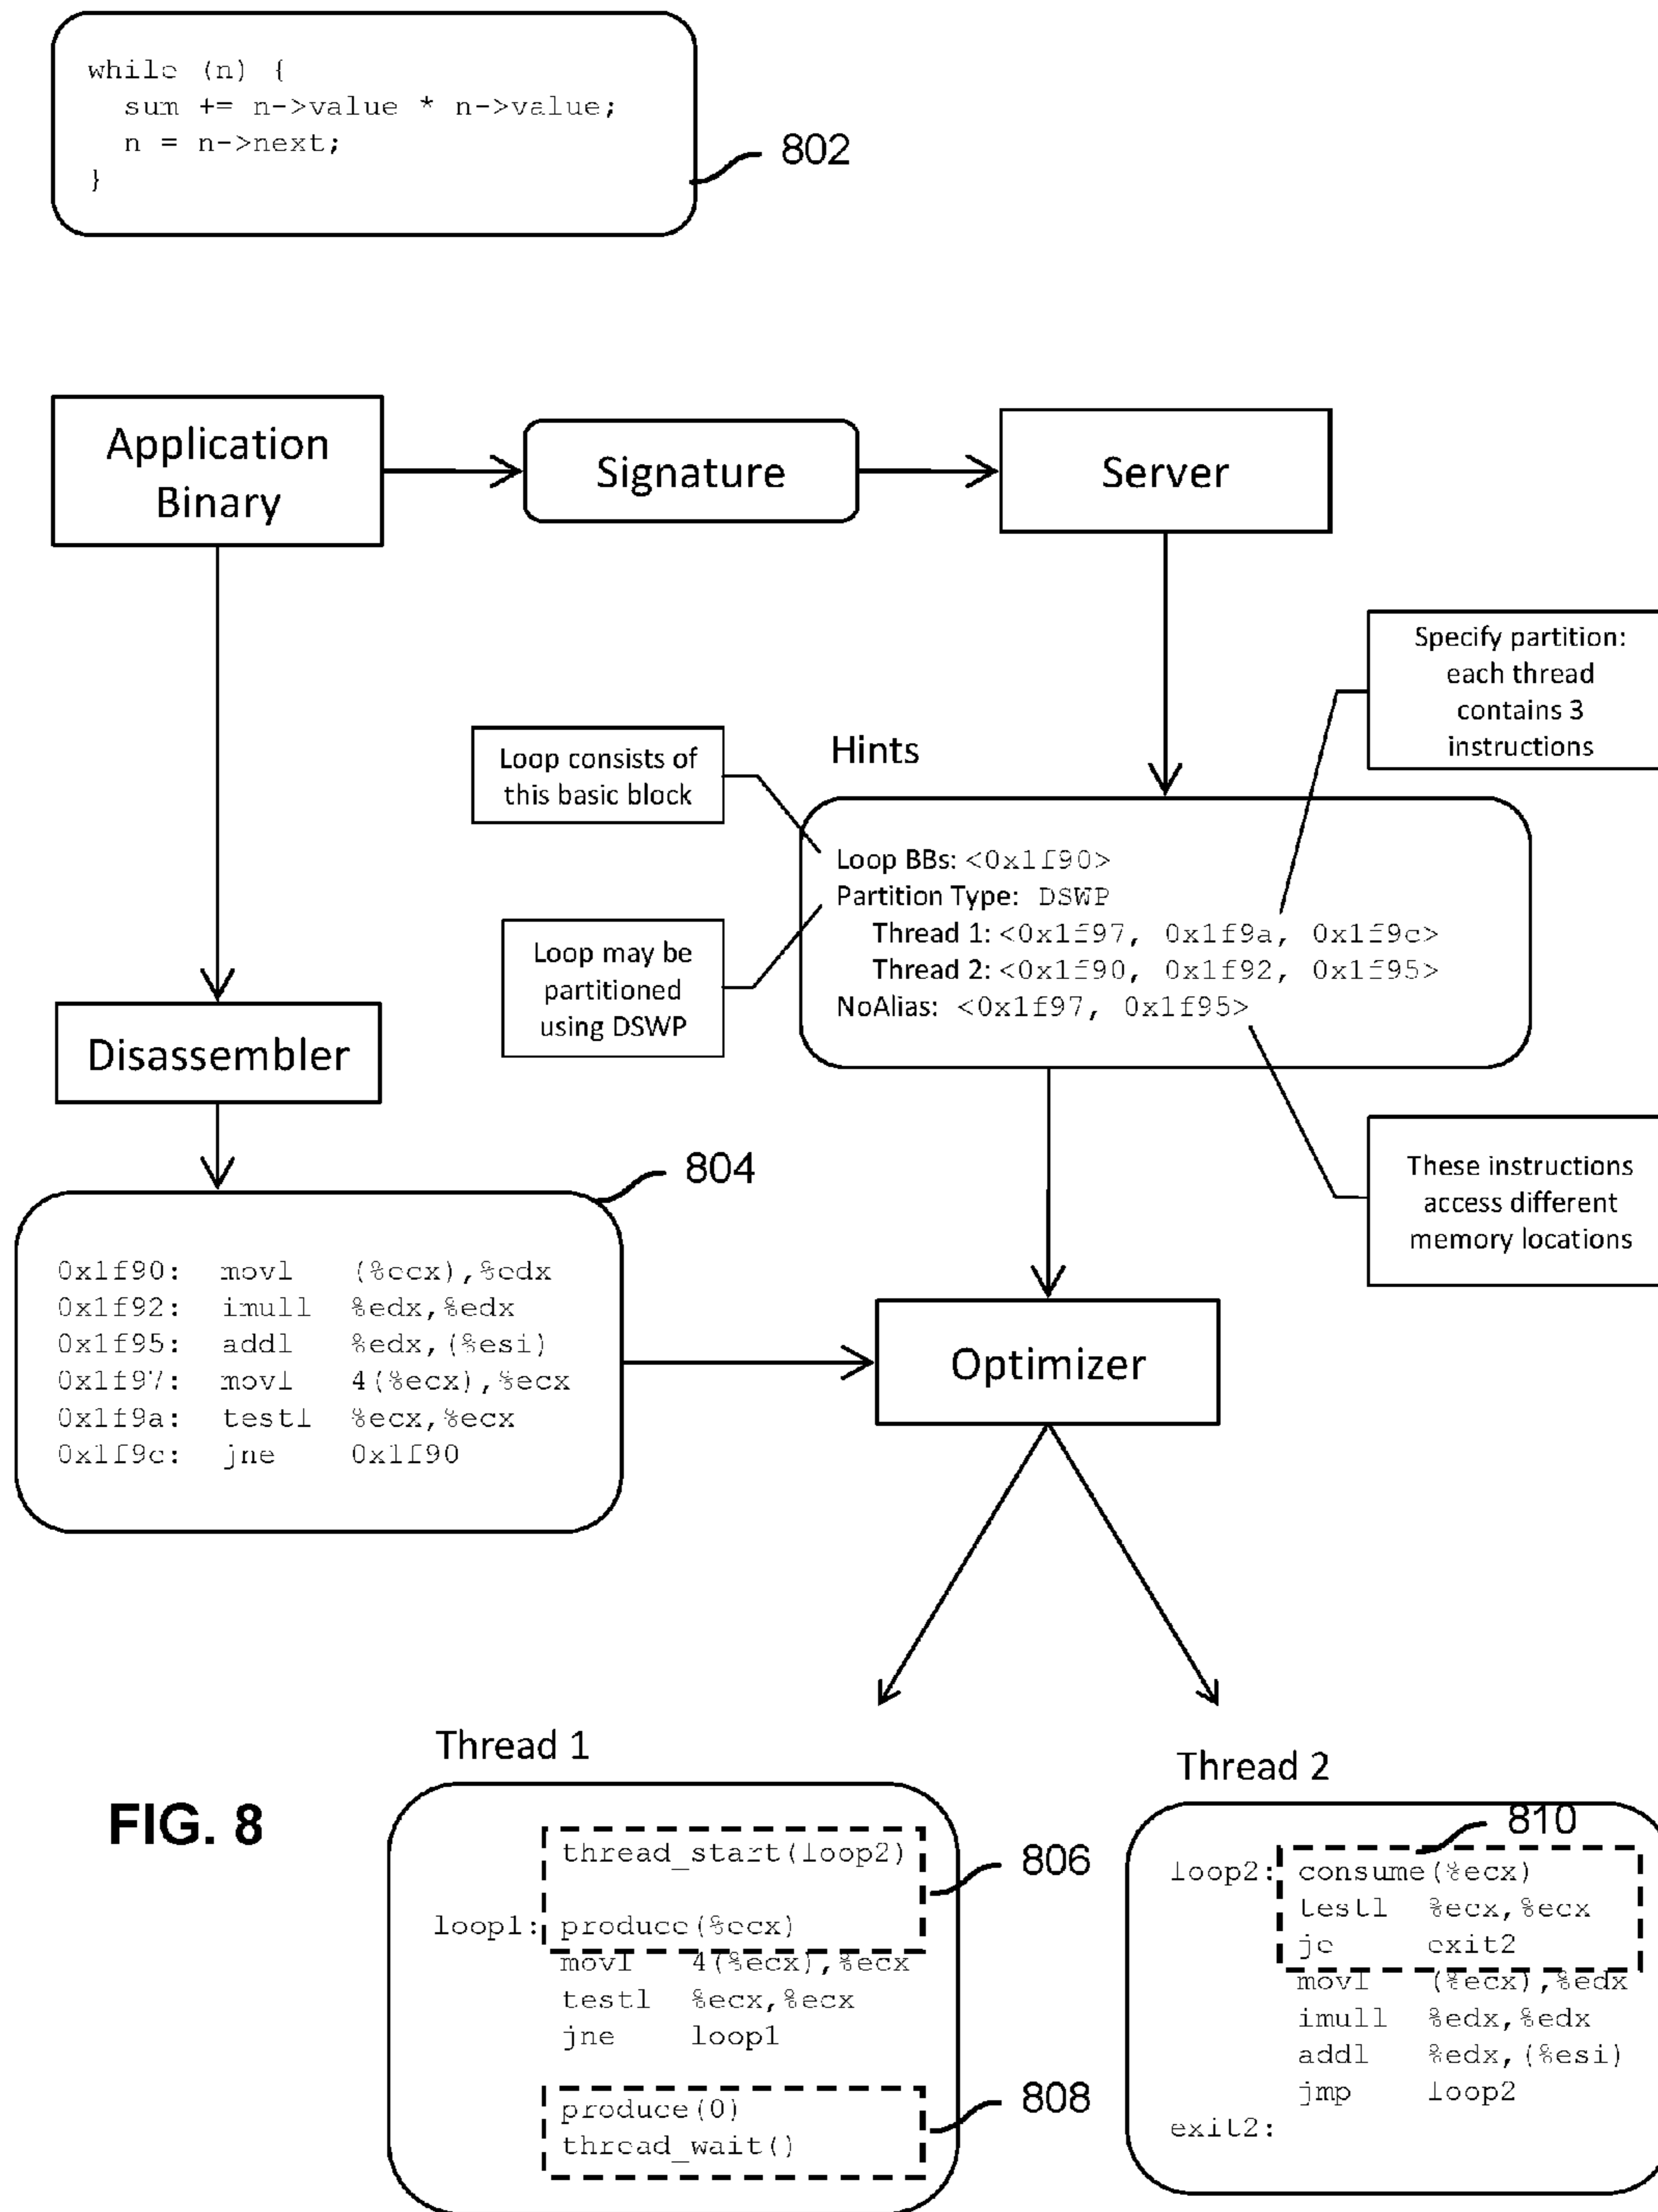 while (n) {
sum += n->value * n->value;
n = n->next;
}
802
Application
Binary
Signature
Server
Specify partition:
each thread
contains 3
instructions
Loop consists of
this basic block
Hints
Loop BBs: <0x1f90>
Partition Type: DSWP
Thread 1: <0x1f97, 0x1f9a, 0x1f9c>
Thread 2: <0x1f90, 0x1f92, 0x1f95>
NoAlias: <0x1f97, 0x1f95>
Loop may be
partitioned
using DSWP
Disassembler
These instructions
access different
memory locations
804
0x1f90: movl (%ecx),%edx
0x1f92: imull %edx,%edx
0x1f95: addl %edx,(%esi)
0x1f97: movl 4(%ecx),%ecx
0x1f9a: testl %ecx,%ecx
0x1f9c: jne 0x1f90
Optimizer
Thread 1
thread_start(loop2)
806
loop1: produce(%ecx)
movl 4(%ecx),%ecx
testl %ecx,%ecx
jne loop1
produce(0)
thread_wait()
808
Thread 2
810
loop2: consume(%ecx)
testl %ecx,%ecx
je exit2
movl (%ecx),%edx
imull %edx,%edx
addl %edx,(%esi)
jmp loop2
exit2:
FIG. 8